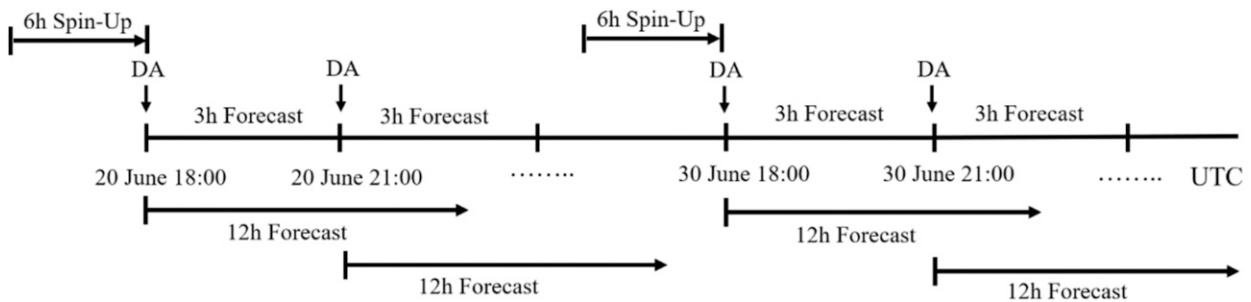 6h Spin-Up
6h Spin-Up
DA
DA
DA
DA
3h Forecast
3h Forecast
3h Forecast
3h Forecast
20 June 18:00
20 June 21:00
........
30 June 18:00
30 June 21:00
........
UTC
12h Forecast
12h Forecast
12h Forecast
12h Forecast